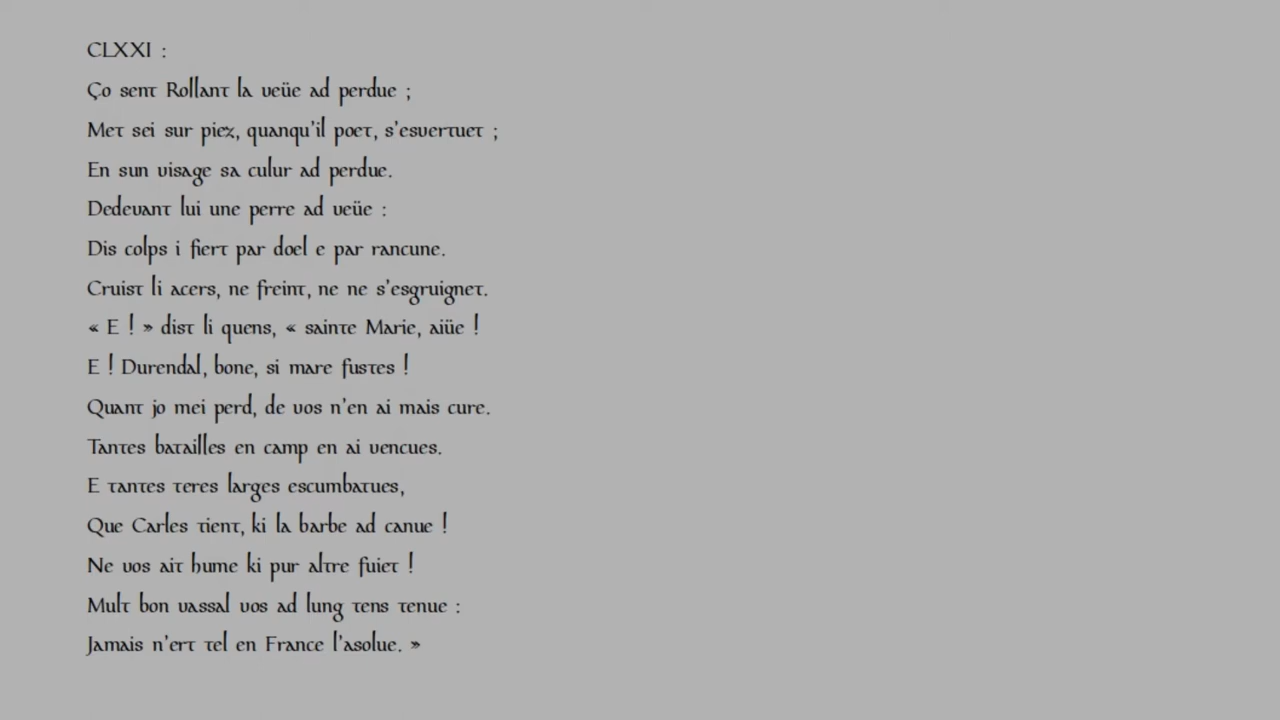 CLXXI :
Ço sent Rollant la veüe ad perdue ;
Met sei sur piez, quanqu'il poet, s'esvertuet ;
En sun visage sa culur ad perdue.
Dedevant lui une perre ad veüe :
Dis colps i fiert par doel e par rancune.
Cruist li acers, ne freint, ne ne s'esgruignet.
« E ! » dist li quens, « sainte Marie, aiüe !
E ! Durendal, bone, si mare fustes !
Quant jo mei perd, de vos n'en ai mais cure.
Tantes batailles en camp en ai vencues.
E tantes teres larges escumbatues,
Que Carles tient, ki la barbe ad canue !
Ne vos ait hume ki pur altre fuiet !
Mult bon vassal vos ad lung tens tenue :
Jamais n'ert tel en France l'asolue. »